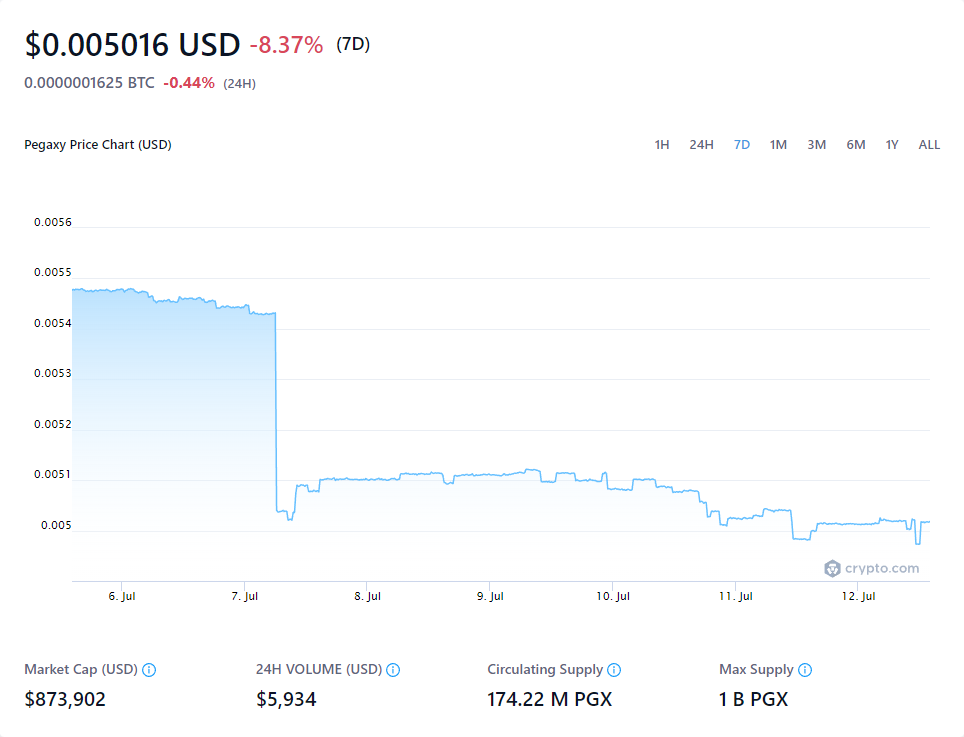 $0.005016 USD -8.37% (7D)
0.0000001625 BTC -0.44% (24H)
Pegaxy Price Chart (USD) 1H 24H 7D 1M 3M 6M 1Y ALL
0.0056
0.0055
0.0054
0.0053
0.0052
0.0051
0.005
crypto.com
6. Jul 7. Jul 8. Jul 9. Jul 10. Jul 11. Jul 12. Jul
Market Cap (USD) 24H VOLUME (USD) Circulating Supply Max Supply
$873,902 $5,934 174.22 M PGX 1 B PGX